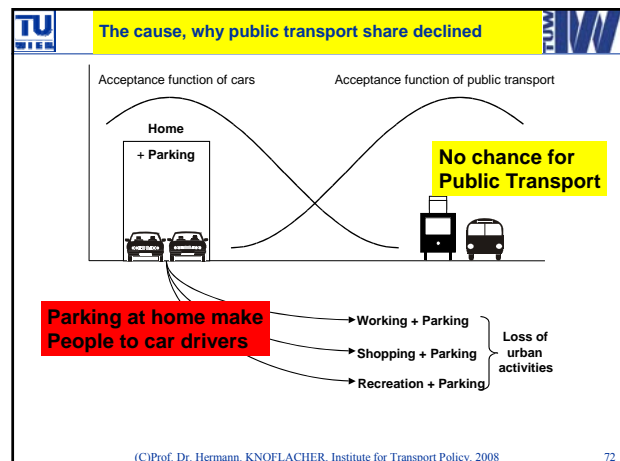 TU
WIEN
The cause, why public transport share declined
TUW
Acceptance function of cars
Acceptance function of public transport
Home
+ Parking
No chance for
Public Transport
Parking at home make
People to car drivers
Working + Parking
Shopping + Parking
Recreation + Parking
Loss of
urban
activities
(C)Prof. Dr. Hermann. KNOFLACHER. Institute for Transport Policy. 2008
72